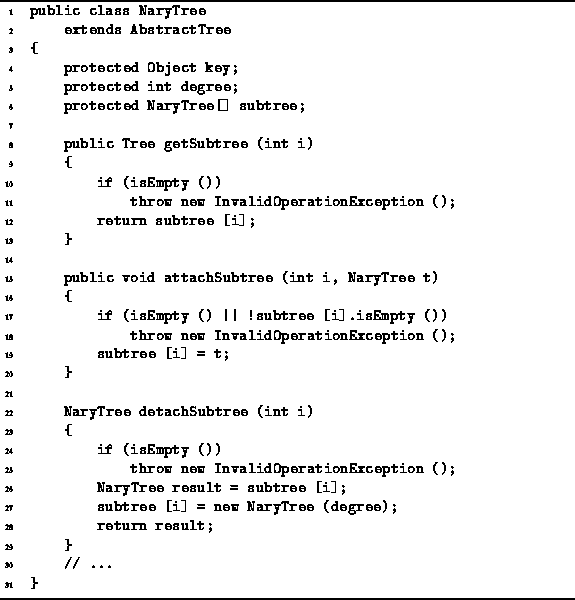 1 public class NaryTree
2     extends AbstractTree
3 {
4     protected Object key;
5     protected int degree;
6     protected NaryTree[] subtree;
7
8     public Tree getSubtree (int i)
9     {
10         if (isEmpty ())
11             throw new InvalidOperationException ();
12         return subtree [i];
13     }
14
15     public void attachSubtree (int i, NaryTree t)
16     {
17         if (isEmpty () || !subtree [i].isEmpty ())
18             throw new InvalidOperationException ();
19         subtree [i] = t;
20     }
21
22     NaryTree detachSubtree (int i)
23     {
24         if (isEmpty ())
25             throw new InvalidOperationException ();
26         NaryTree result = subtree [i];
27         subtree [i] = new NaryTree (degree);
28         return result;
29     }
30     // ...
31 }